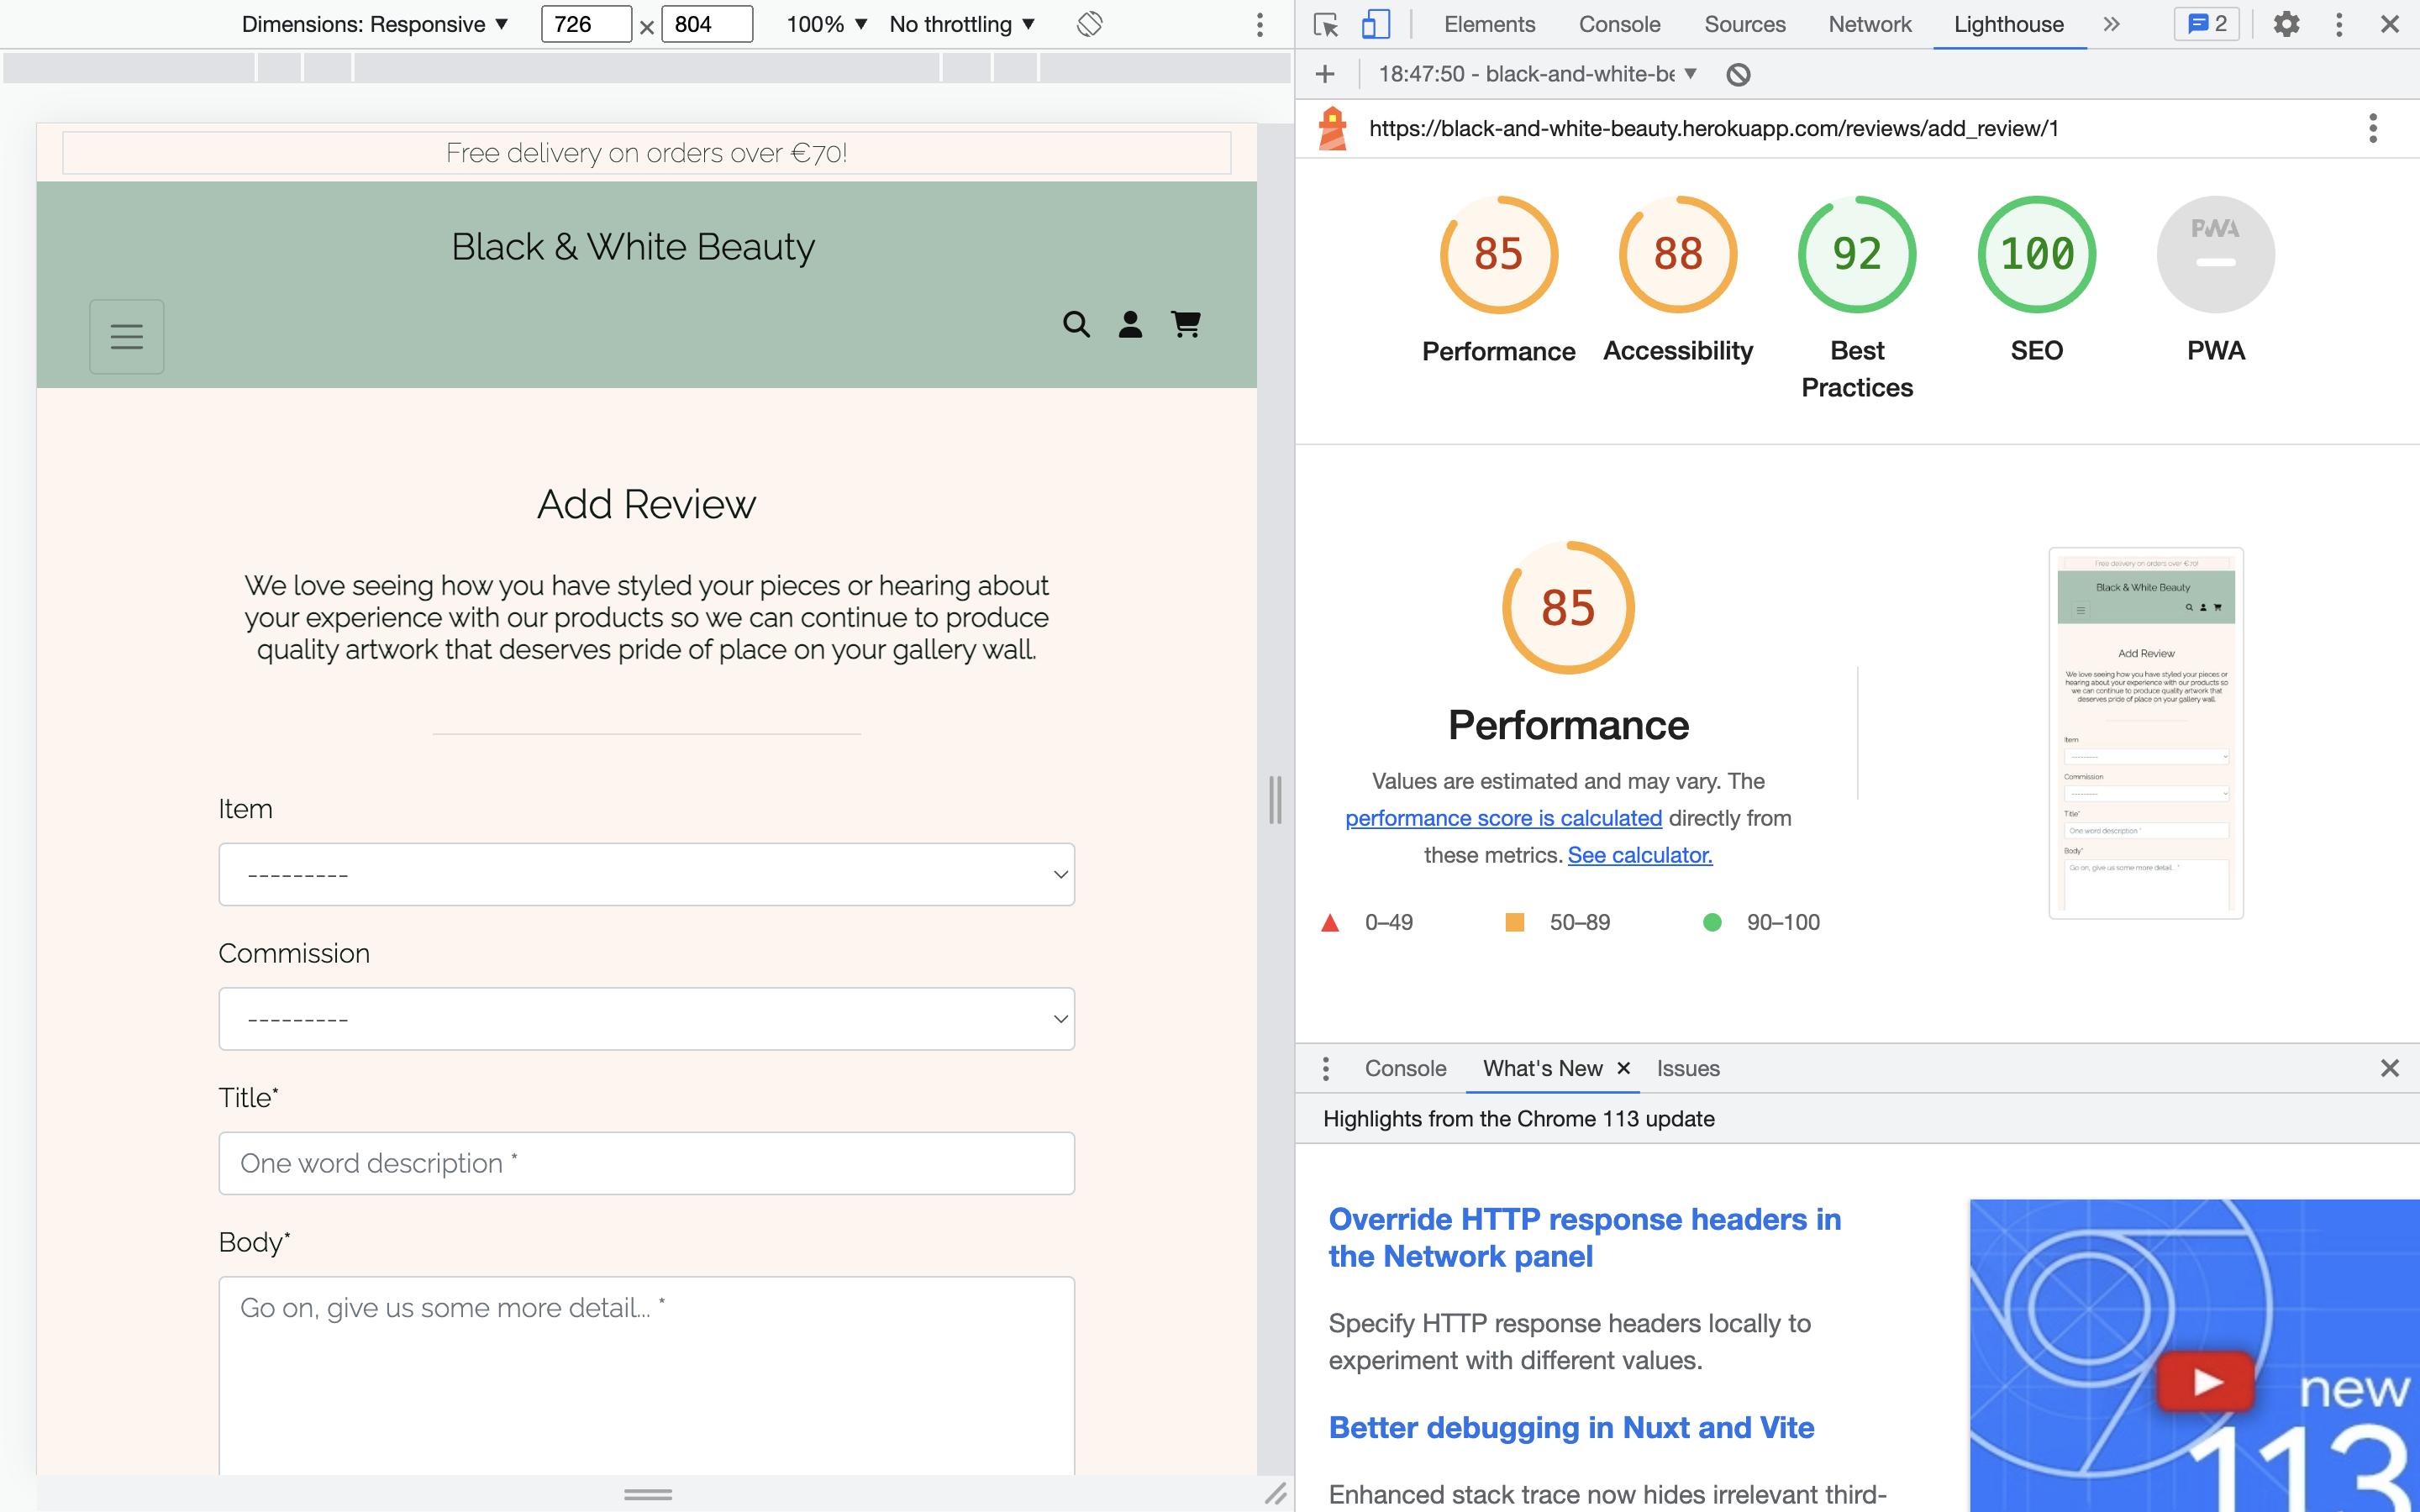 Dimensions: Responsive ▼ 726 × 804 100% ▼ No throttling ▼
Free delivery on orders over €70!
Black & White Beauty
Add Review
We love seeing how you have styled your pieces or hearing about
your experience with our products so we can continue to produce
quality artwork that deserves pride of place on your gallery wall.
Item
---------
Commission
---------
Title*
One word description *
Body*
Go on, give us some more detail... *
Elements Console Sources Network Lighthouse 2
18:47:50 - black-and-white-be ▼
https://black-and-white-beauty.herokuapp.com/reviews/add_review/1
85 88 92 100 PWA
Performance Accessibility Best Practices SEO PWA
85
Performance
Values are estimated and may vary. The
performance score is calculated directly from
these metrics. See calculator.
0–49 50–89 90–100
Free delivery on orders over €70!
Black & White Beauty
Add Review
We love seeing how you have styled your pieces or
hearing about your experience with our products so
we can continue to produce quality artwork that
deserves pride of place on your gallery wall.
Item
---------
Commission
---------
Title*
One word description *
Body*
Go on, give us some more detail... *
Console What's New × Issues
Highlights from the Chrome 113 update
Override HTTP response headers in
the Network panel
Specify HTTP response headers locally to
experiment with different values.
Better debugging in Nuxt and Vite
Enhanced stack trace now hides irrelevant third-
new
113